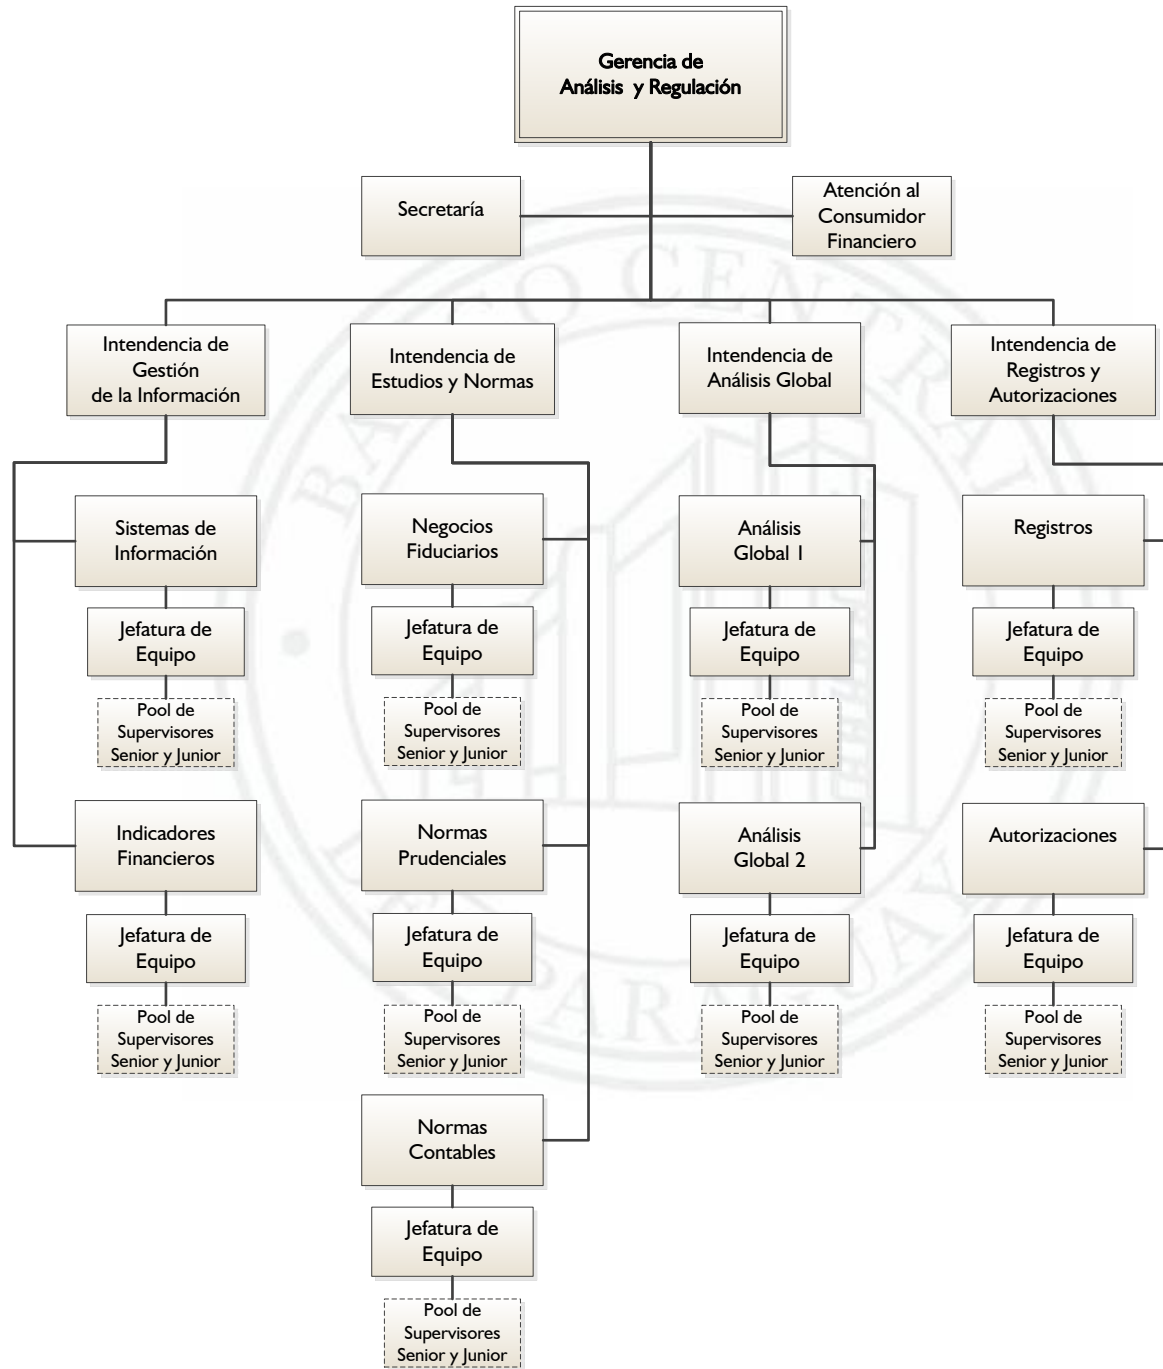 Gerencia de
Análisis y Regulación
Secretaría
Atención al
Consumidor
Financiero
Intendencia de
Gestión
de la Información
Intendencia de
Estudios y Normas
Intendencia de
Análisis Global
Intendencia de
Registros y
Autorizaciones
Sistemas de
Información
Negocios
Fiduciarios
Análisis
Global 1
Registros
Jefatura de
Equipo
Jefatura de
Equipo
Jefatura de
Equipo
Jefatura de
Equipo
Pool de
Supervisores
Senior y Junior
Pool de
Supervisores
Senior y Junior
Pool de
Supervisores
Senior y Junior
Pool de
Supervisores
Senior y Junior
Indicadores
Financieros
Normas
Prudenciales
Análisis
Global 2
Autorizaciones
Jefatura de
Equipo
Jefatura de
Equipo
Jefatura de
Equipo
Jefatura de
Equipo
Pool de
Supervisores
Senior y Junior
Pool de
Supervisores
Senior y Junior
Pool de
Supervisores
Senior y Junior
Pool de
Supervisores
Senior y Junior
Normas
Contables
Jefatura de
Equipo
Pool de
Supervisores
Senior y Junior
BANCO CENTRAL
DEL PARAGUAY